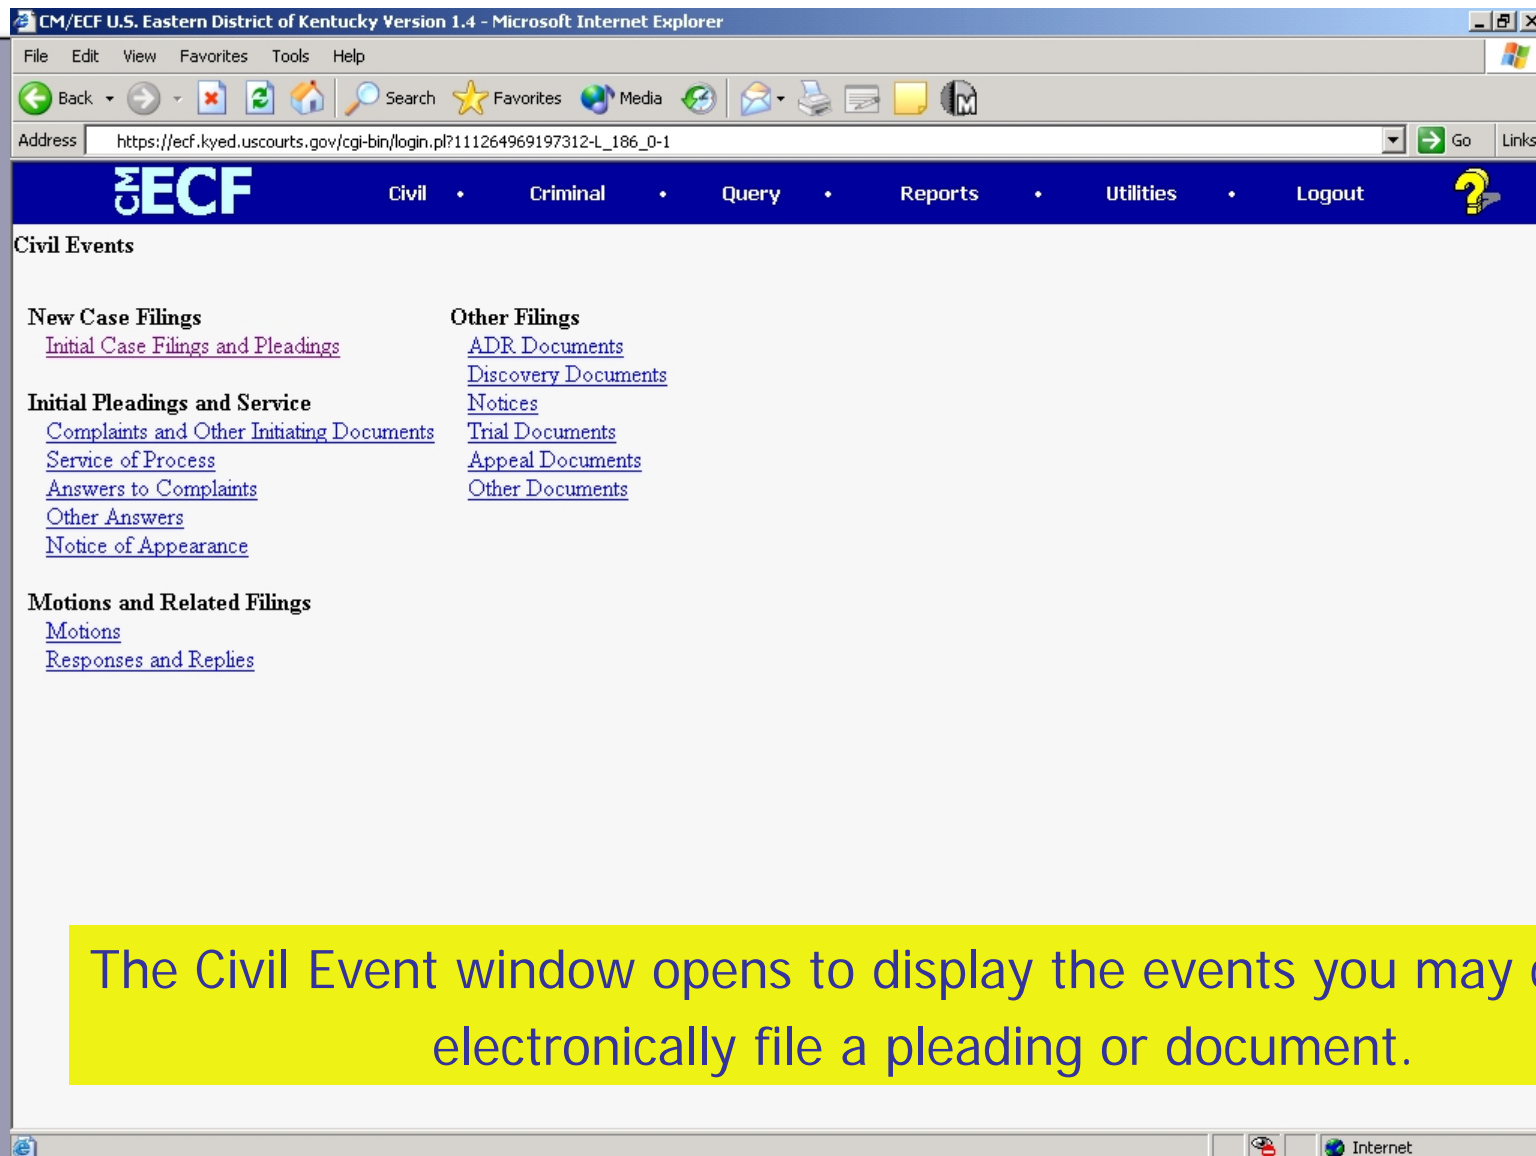 CM/ECF U.S. Eastern District of Kentucky Version 1.4 - Microsoft Internet Explorer
File Edit View Favorites Tools Help
Back Search Favorites Media
Address https://ecf.kyed.uscourts.gov/cgi-bin/login.pl?111264969197312-L_186_0-1 Go Links
CM ECF Civil • Criminal • Query • Reports • Utilities • Logout ?
Civil Events
New Case Filings
Initial Case Filings and Pleadings
Initial Pleadings and Service
Complaints and Other Initiating Documents
Service of Process
Answers to Complaints
Other Answers
Notice of Appearance
Motions and Related Filings
Motions
Responses and Replies
Other Filings
ADR Documents
Discovery Documents
Notices
Trial Documents
Appeal Documents
Other Documents
The Civil Event window opens to display the events you may
electronically file a pleading or document.
Internet